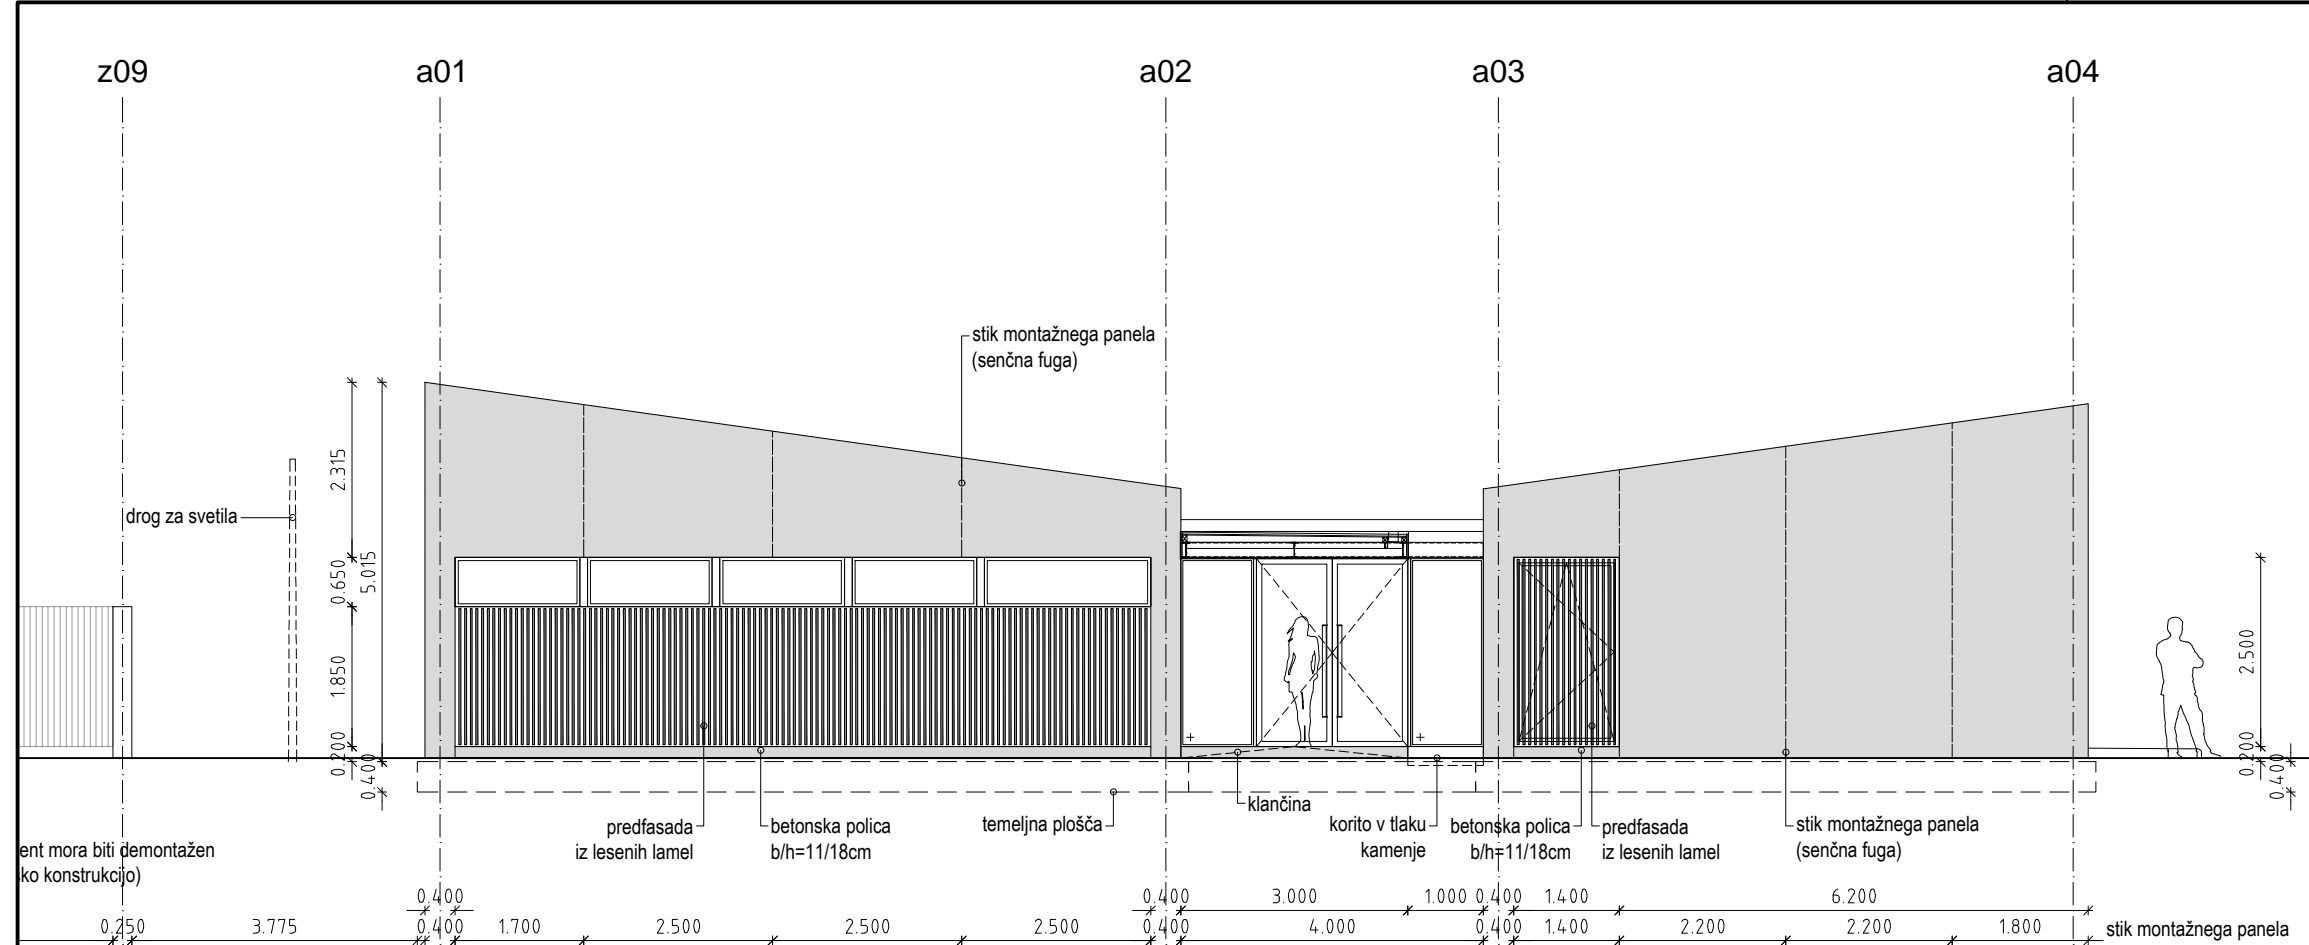 z09
a01
a02
a03
a04
stik montažnega panela
(senčna fuga)
2.315
0.650
5.015
1.850
0.200
0.400
drog za svetila
2.500
0.200
0.400
klančina
temeljna plošča
predfasada
iz lesenih lamel
betonska polica
b/h=11/18cm
korito v tlaku
kamenje
betonska polica
b/h=11/18cm
predfasada
iz lesenih lamel
stik montažnega panela
(senčna fuga)
ent mora biti demontažen
ko konstrukcijo)
0.400
0.400
3.000
1.000
0.400
1.400
6.200
0.250
3.775
0.400
1.700
2.500
2.500
2.500
0.400
4.000
0.400
1.400
2.200
2.200
1.800
stik montažnega panela